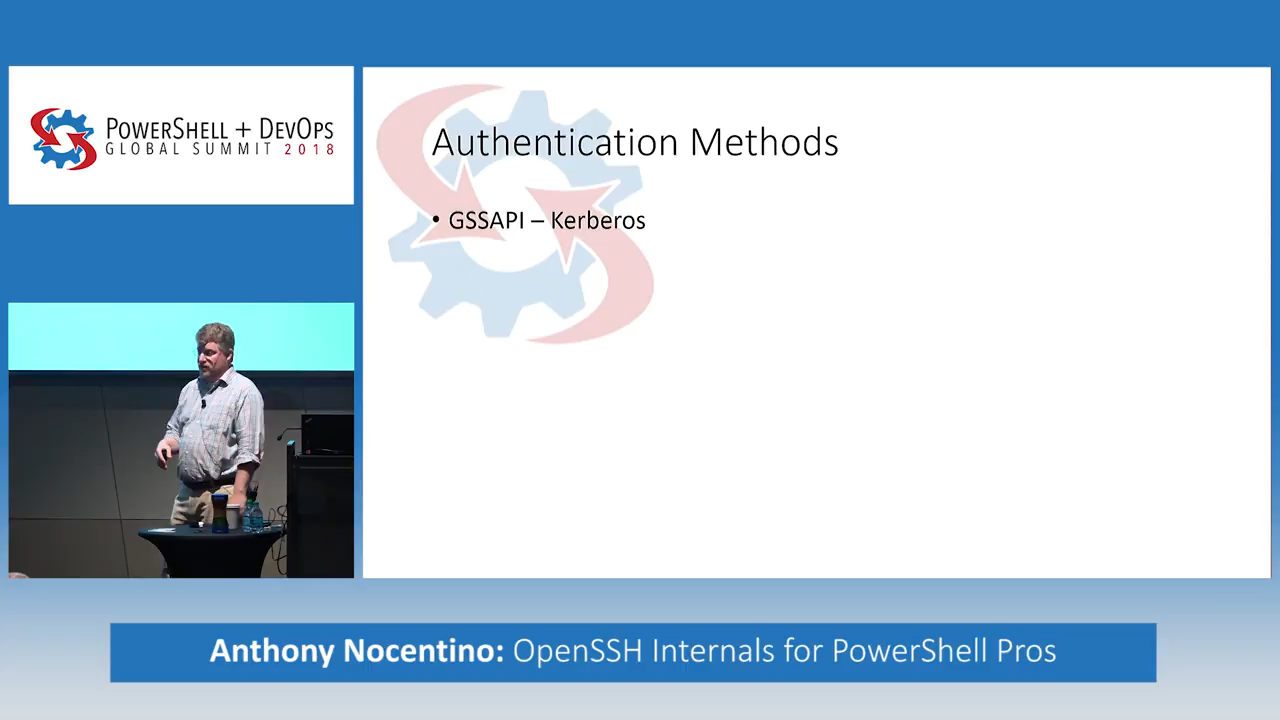 POWERSHELL + DEVOPS
GLOBAL SUMMIT 2018
Authentication Methods
• GSSAPI – Kerberos
Anthony Nocentino: OpenSSH Internals for PowerShell Pros